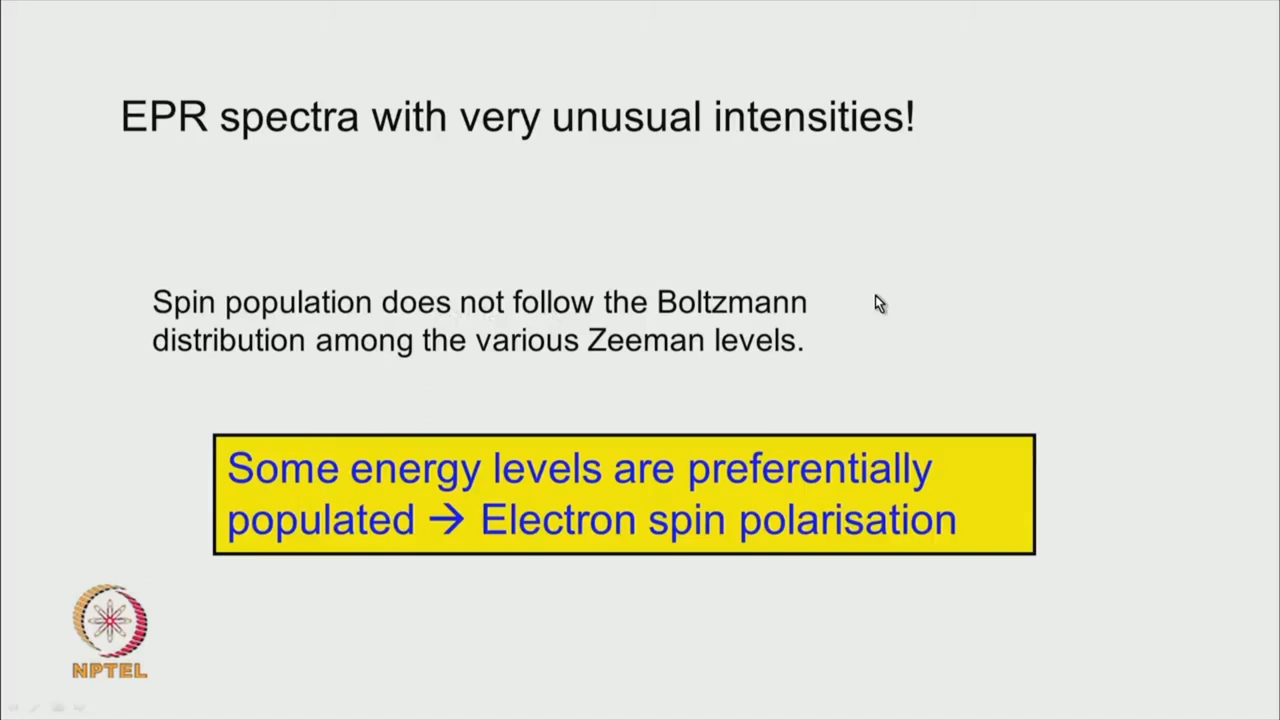 EPR spectra with very unusual intensities!
Spin population does not follow the Boltzmann
distribution among the various Zeeman levels.
Some energy levels are preferentially
populated → Electron spin polarisation
NPTEL